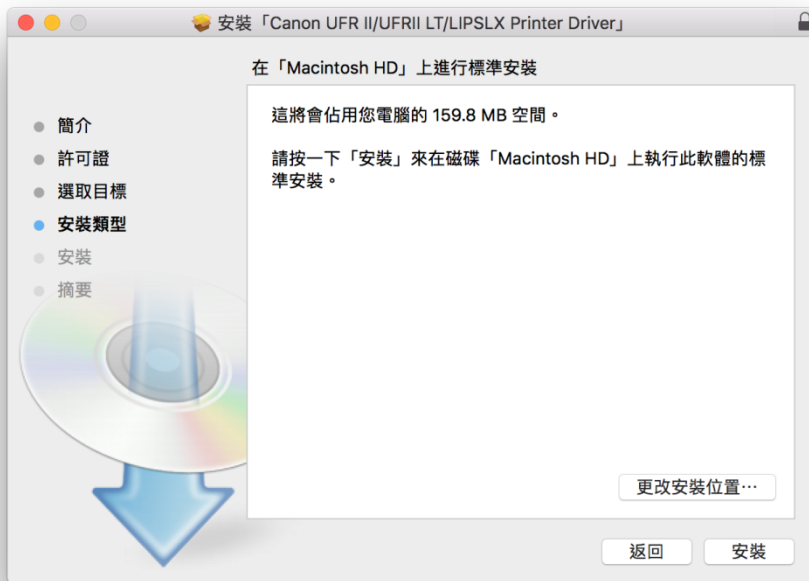 安裝「Canon UFR II/UFRII LT/LIPSLX Printer Driver」
在「Macintosh HD」上進行標準安裝
簡介
許可證
選取目標
安裝類型
安裝
摘要
這將會佔用您電腦的 159.8 MB 空間。
請按一下「安裝」來在磁碟「Macintosh HD」上執行此軟體的標
準安裝。
更改安裝位置⋯
返回
安裝